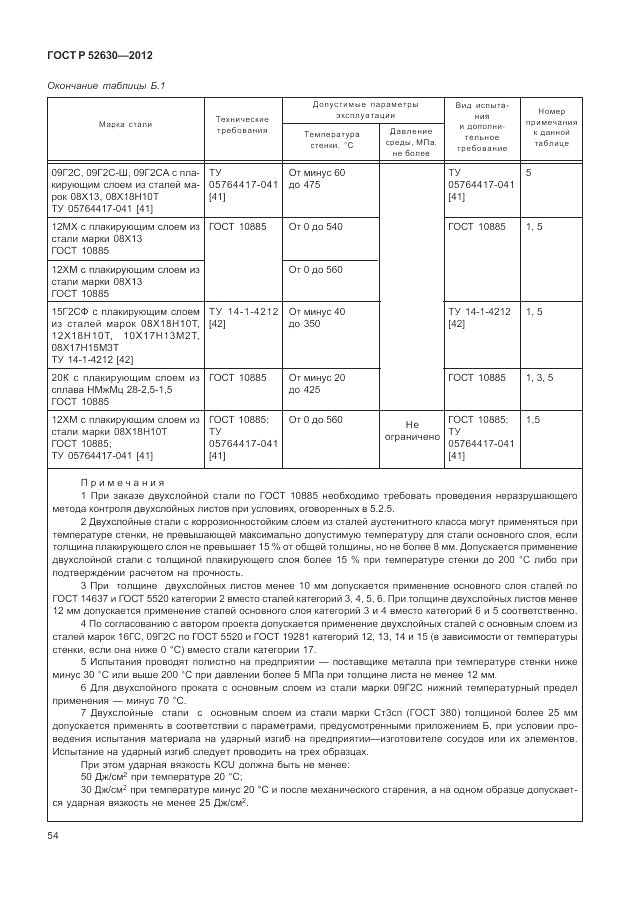 ГОСТ Р 52630—2012
Окончание таблицы Б.1
Марка стали
Технические
требования
Допустимые параметры
эксплуатации
Температура
стенки, °С
Давление
среды, МПа,
не более
Вид испыта-
ния
и дополни-
тельное
требование
Номер
примечания
к данной
таблице
09Г2С, 09Г2С-Ш, 09Г2СА с пла-
кирующим слоем из сталей ма-
рок 08Х13, 08Х18Н10Т
ТУ 05764417-041 [41]
ТУ
05764417-041
[41]
От минус 60
до 475
ТУ
05764417-041
[41]
5
12МХ с плакирующим слоем из
стали марки 08Х13
ГОСТ 10885
ГОСТ 10885
От 0 до 540
ГОСТ 10885
1, 5
12ХМ с плакирующим слоем из
стали марки 08Х13
ГОСТ 10885
От 0 до 560
15Г2СФ с плакирующим слоем
из сталей марок 08Х18Н10Т,
12Х18Н10Т, 10Х17Н13М2Т,
08Х17Н15М3Т
ТУ 14-1-4212 [42]
ТУ 14-1-4212
[42]
От минус 40
до 350
ТУ 14-1-4212
[42]
1, 5
20К с плакирующим слоем из
сплава НМжМц 28-2,5-1,5
ГОСТ 10885
ГОСТ 10885
От минус 20
до 425
ГОСТ 10885
1, 3, 5
12ХМ с плакирующим слоем из
стали марки 08Х18Н10Т
ГОСТ 10885;
ТУ 05764417-041 [41]
ГОСТ 10885;
ТУ
05764417-041
[41]
От 0 до 560
Не
ограничено
ГОСТ 10885;
ТУ
05764417-041
[41]
1,5
Примечания
1 При заказе двухслойной стали по ГОСТ 10885 необходимо требовать проведения неразрушающего
метода контроля двухслойных листов при условиях, оговоренных в 5.2.5.
2 Двухслойные стали с коррозионностойким слоем из сталей аустенитного класса могут применяться при
температуре стенки, не превышающей максимально допустимую температуру для стали основного слоя, если
толщина плакирующего слоя не превышает 15 % от общей толщины, но не более 8 мм. Допускается применение
двухслойной стали с толщиной плакирующего слоя более 15 % при температуре стенки до 200 °С либо при
подтверждении расчетом на прочность.
3 При толщине двухслойных листов менее 10 мм допускается применение основного слоя сталей по
ГОСТ 14637 и ГОСТ 5520 категории 2 вместо сталей категорий 3, 4, 5, 6. При толщине двухслойных листов менее
12 мм допускается применение сталей основного слоя категорий 3 и 4 вместо категорий 6 и 5 соответственно.
4 По согласованию с автором проекта допускается применение двухслойных сталей с основным слоем из
сталей марок 16ГС, 09Г2С по ГОСТ 5520 и ГОСТ 19281 категорий 12, 13, 14 и 15 (в зависимости от температуры
стенки, если она ниже 0 °С) вместо стали категории 17.
5 Испытания проводят полистно на предприятии — поставщике металла при температуре стенки ниже
минус 30 °С или выше 200 °С при давлении более 5 МПа при толщине листа не менее 12 мм.
6 Для двухслойного проката с основным слоем из стали марки 09Г2С нижний температурный предел
применения — минус 70 °С.
7 Двухслойные стали с основным слоем из стали марки Ст3сп (ГОСТ 380) толщиной более 25 мм
допускается применять в соответствии с параметрами, предусмотренными приложением Б, при условии про-
ведения испытания материала на ударный изгиб на предприятии—изготовителе сосудов или их элементов.
Испытание на ударный изгиб следует проводить на трех образцах.
При этом ударная вязкость KCU должна быть не менее:
50 Дж/см² при температуре 20 °С;
30 Дж/см² при температуре минус 20 °С и после механического старения, а на одном образце допускает-
ся ударная вязкость не менее 25 Дж/см².
54